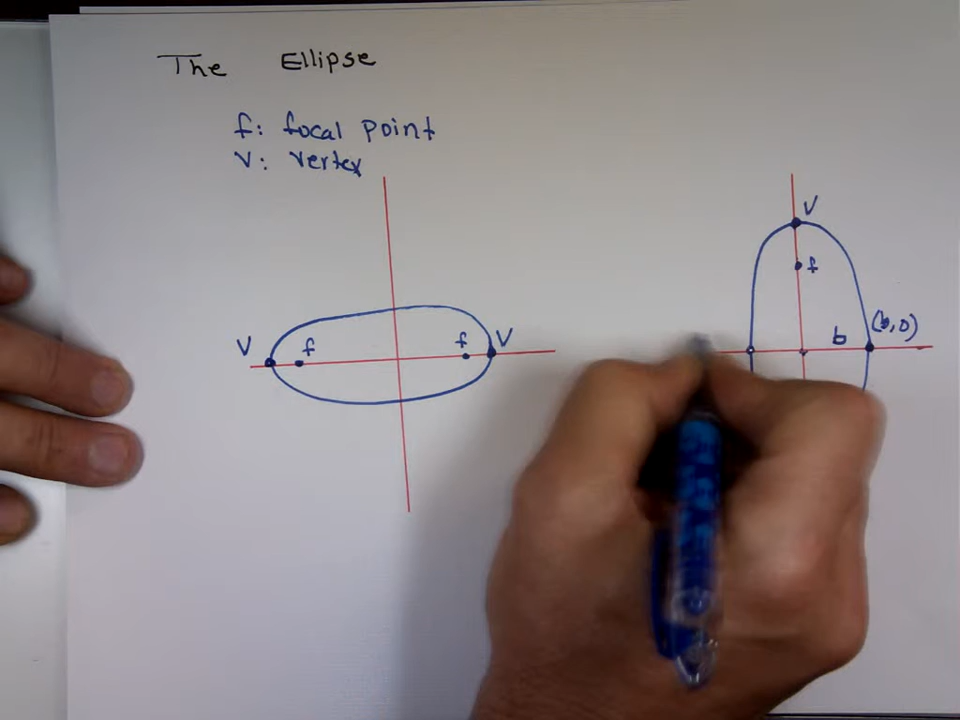 The Ellipse
f: focal point
V: vertex
V
f
f
V
V
f
b
(b,0)